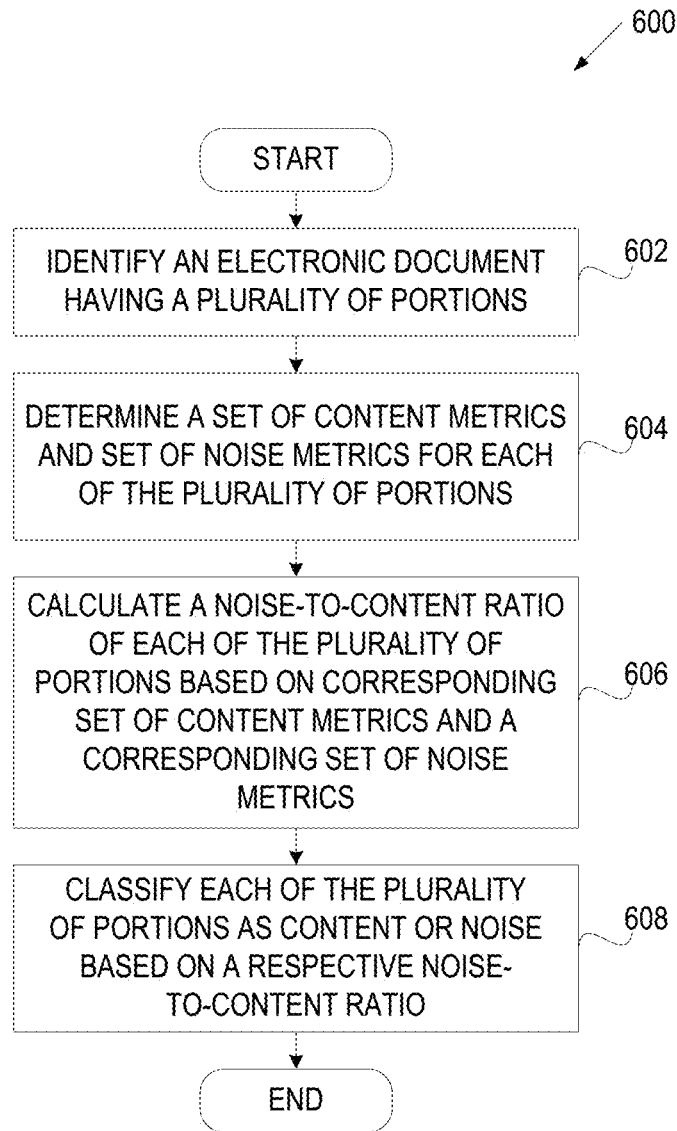 600
START
IDENTIFY AN ELECTRONIC DOCUMENT
HAVING A PLURALITY OF PORTIONS
602
DETERMINE A SET OF CONTENT METRICS
AND SET OF NOISE METRICS FOR EACH
OF THE PLURALITY OF PORTIONS
604
CALCULATE A NOISE-TO-CONTENT RATIO
OF EACH OF THE PLURALITY OF
PORTIONS BASED ON CORRESPONDING
SET OF CONTENT METRICS AND A
CORRESPONDING SET OF NOISE
METRICS
606
CLASSIFY EACH OF THE PLURALITY
OF PORTIONS AS CONTENT OR NOISE
BASED ON A RESPECTIVE NOISE-
TO-CONTENT RATIO
608
END